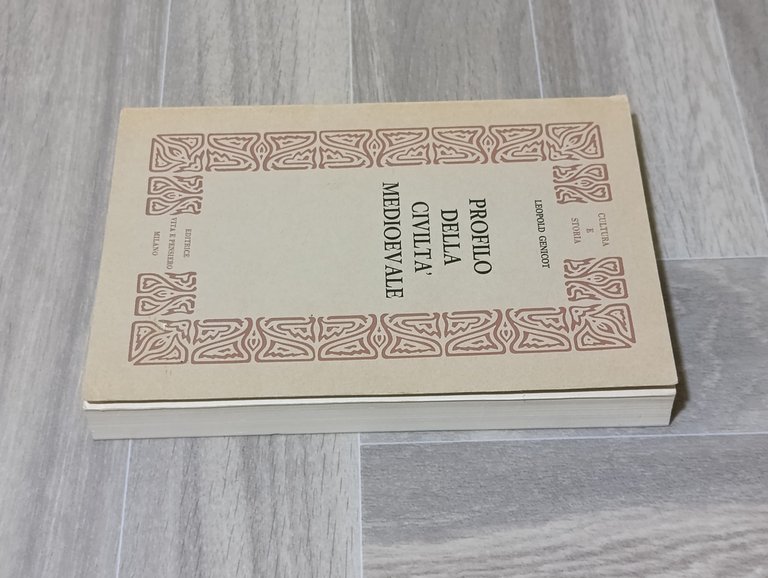 CULTURA
E
STORIA
LEOPOLD GENICOT
PROFILO
DELLA
CIVILTA'
MEDIOEVALE
EDITRICE
VITA E PENSIERO
MILANO